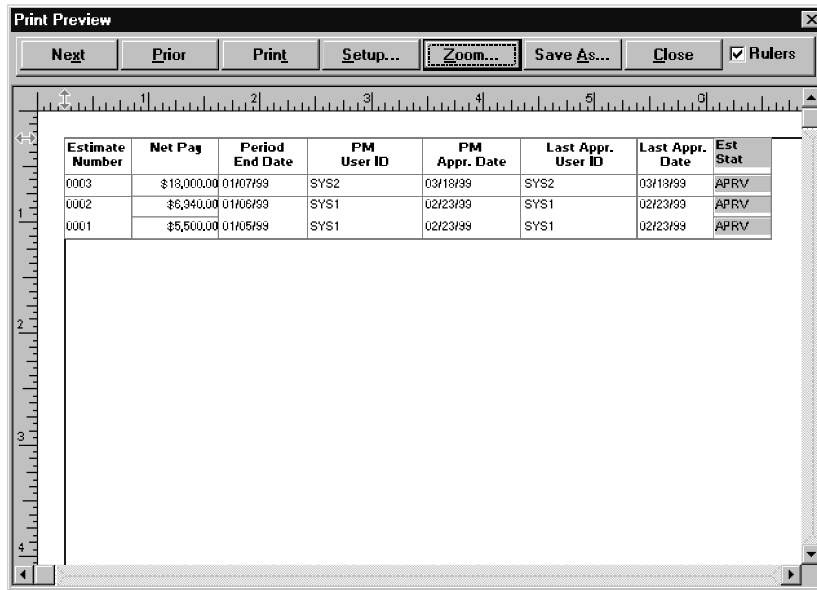 Print Preview
Next Prior Print Setup... Zoom... Save As... Close Rulers
1 2 3 4 5 6
Estimate Number Net Pay Period End Date PM User ID PM Appr. Date Last Appr. User ID Last Appr. Date Est Stat
0003 $18,000.00 01/07/99 SYS2 03/18/99 SYS2 03/18/99 APRV
0002 $6,940.00 01/06/99 SYS1 02/23/99 SYS1 02/23/99 APRV
0001 $5,500.00 01/05/99 SYS1 02/23/99 SYS1 02/23/99 APRV
1
2
3
4